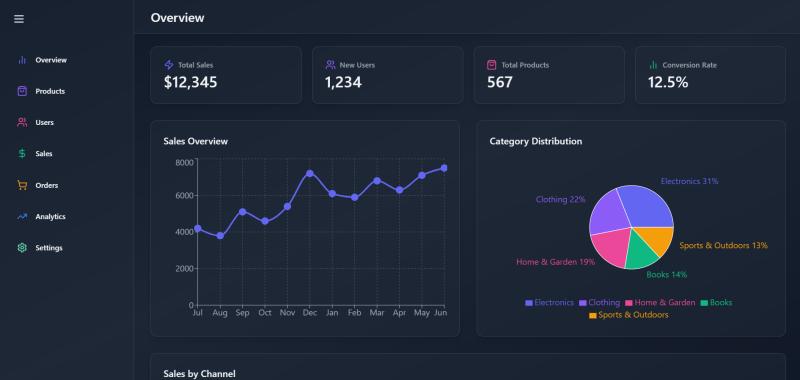 Overview
Overview
Products
Users
Sales
Orders
Analytics
Settings
Total Sales
$12,345
New Users
1,234
Total Products
567
Conversion Rate
12.5%
Sales Overview
8000
6000
4000
2000
0
Jul Aug Sep Oct Nov Dec Jan Feb Mar Apr May Jun
Category Distribution
Electronics 31%
Clothing 22%
Sports & Outdoors 13%
Home & Garden 19%
Books 14%
Electronics Clothing Home & Garden Books
Sports & Outdoors
Sales by Channel